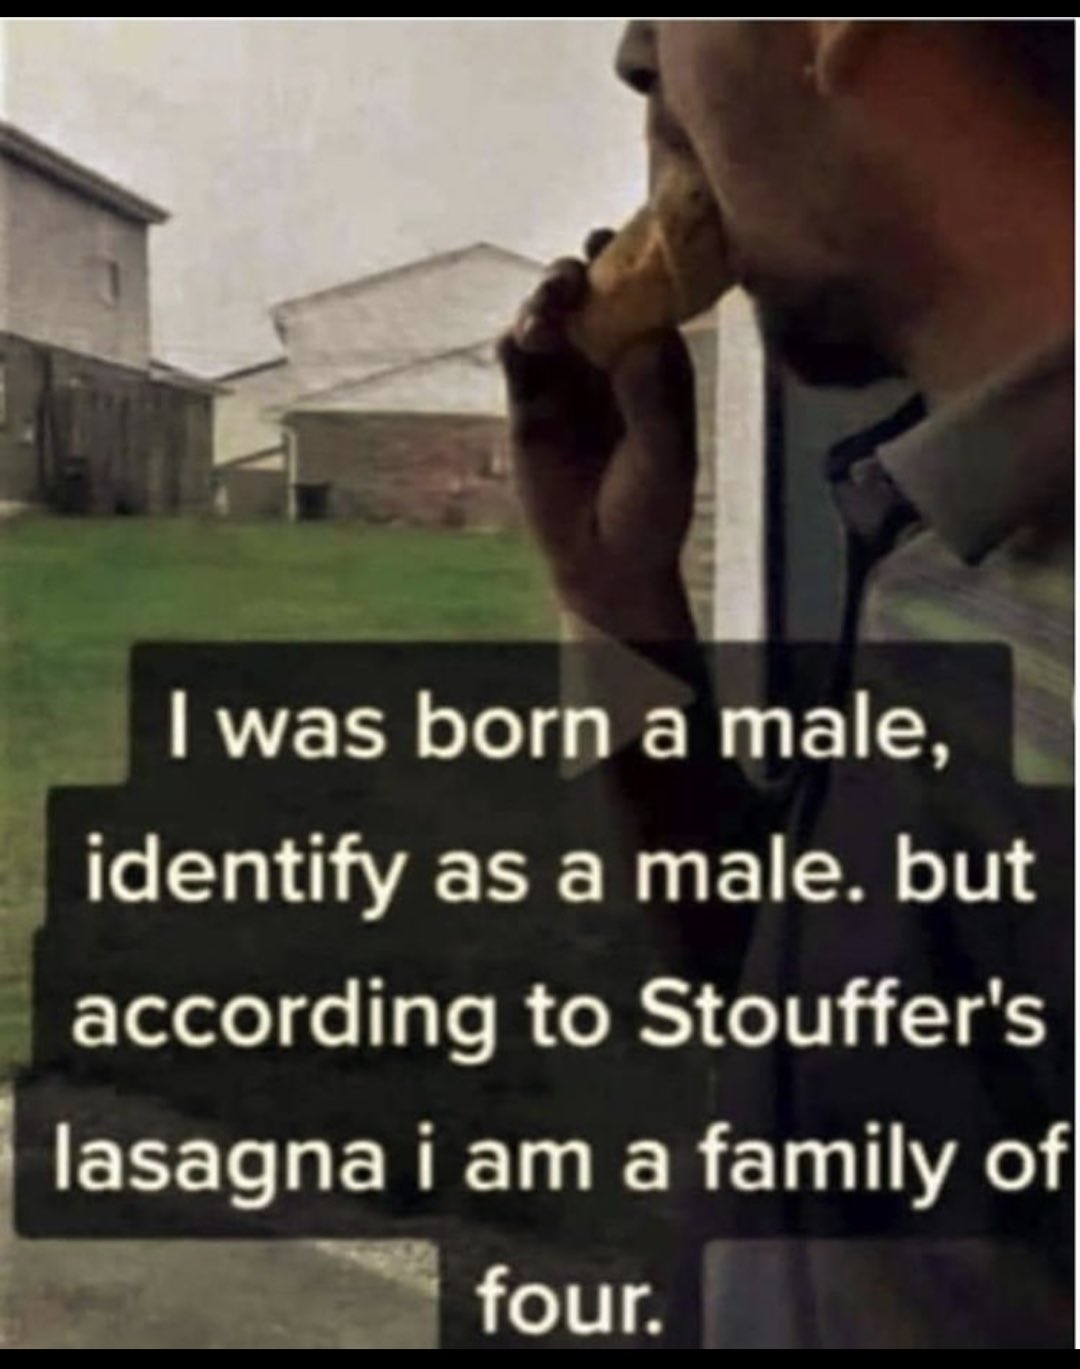 I was born a male,
identify as a male. but
according to Stouffer's
lasagna i am a family of
four.